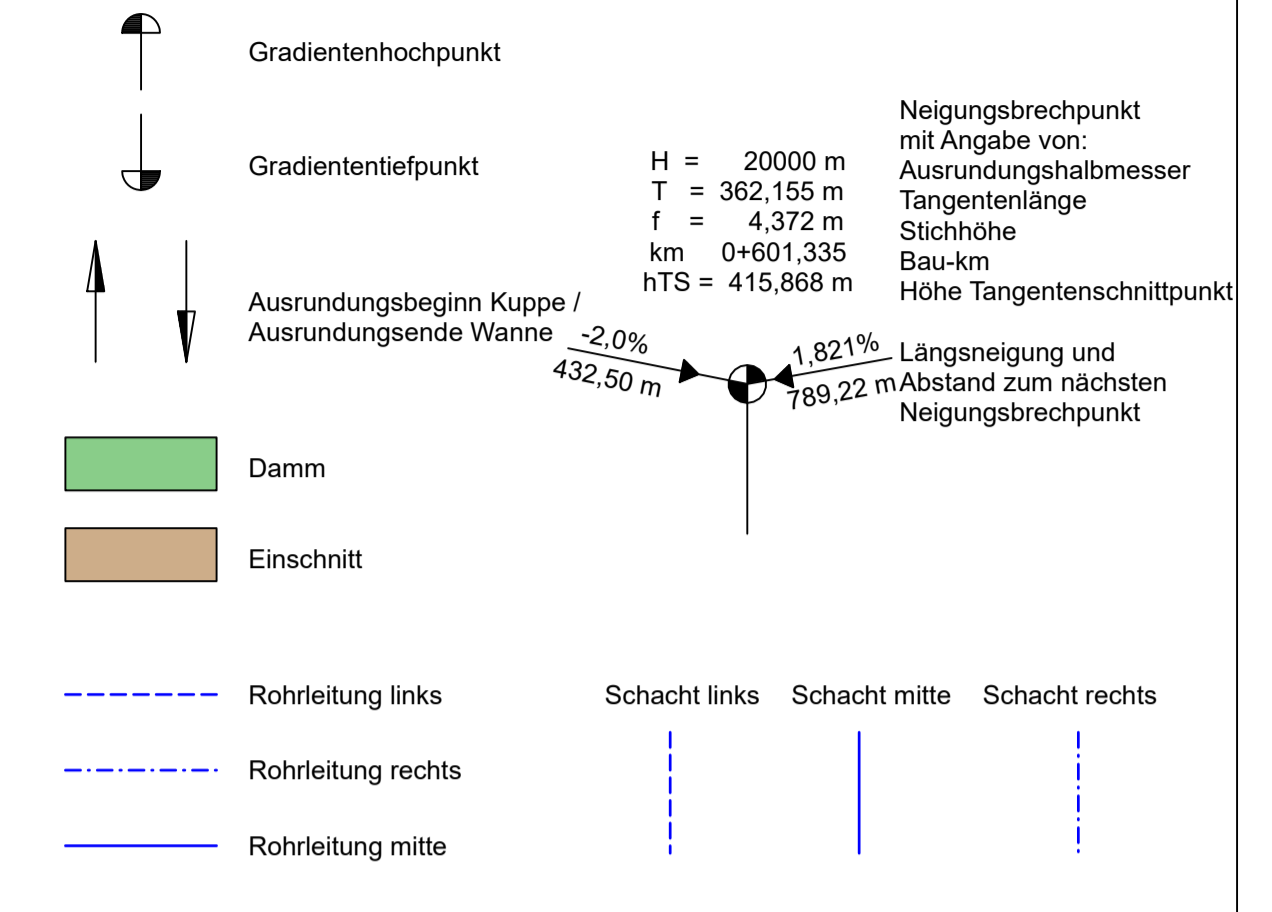 Gradientenhochpunkt
Gradiententiefpunkt
Ausrundungsbeginn Kuppe /
Ausrundungsende Wanne
Damm
Einschnitt
H = 20000 m
T = 362,155 m
f = 4,372 m
km 0+601,335
hTS = 415,868 m
-2,0%
432,50 m
1,821%
789,22 m
Neigungsbrechpunkt
mit Angabe von:
Ausrundungshalbmesser
Tangentenlänge
Stichhöhe
Bau-km
Höhe Tangentenschnittpunkt
Längsneigung und
Abstand zum nächsten
Neigungsbrechpunkt
Rohrleitung links
Rohrleitung rechts
Rohrleitung mitte
Schacht links Schacht mitte Schacht rechts